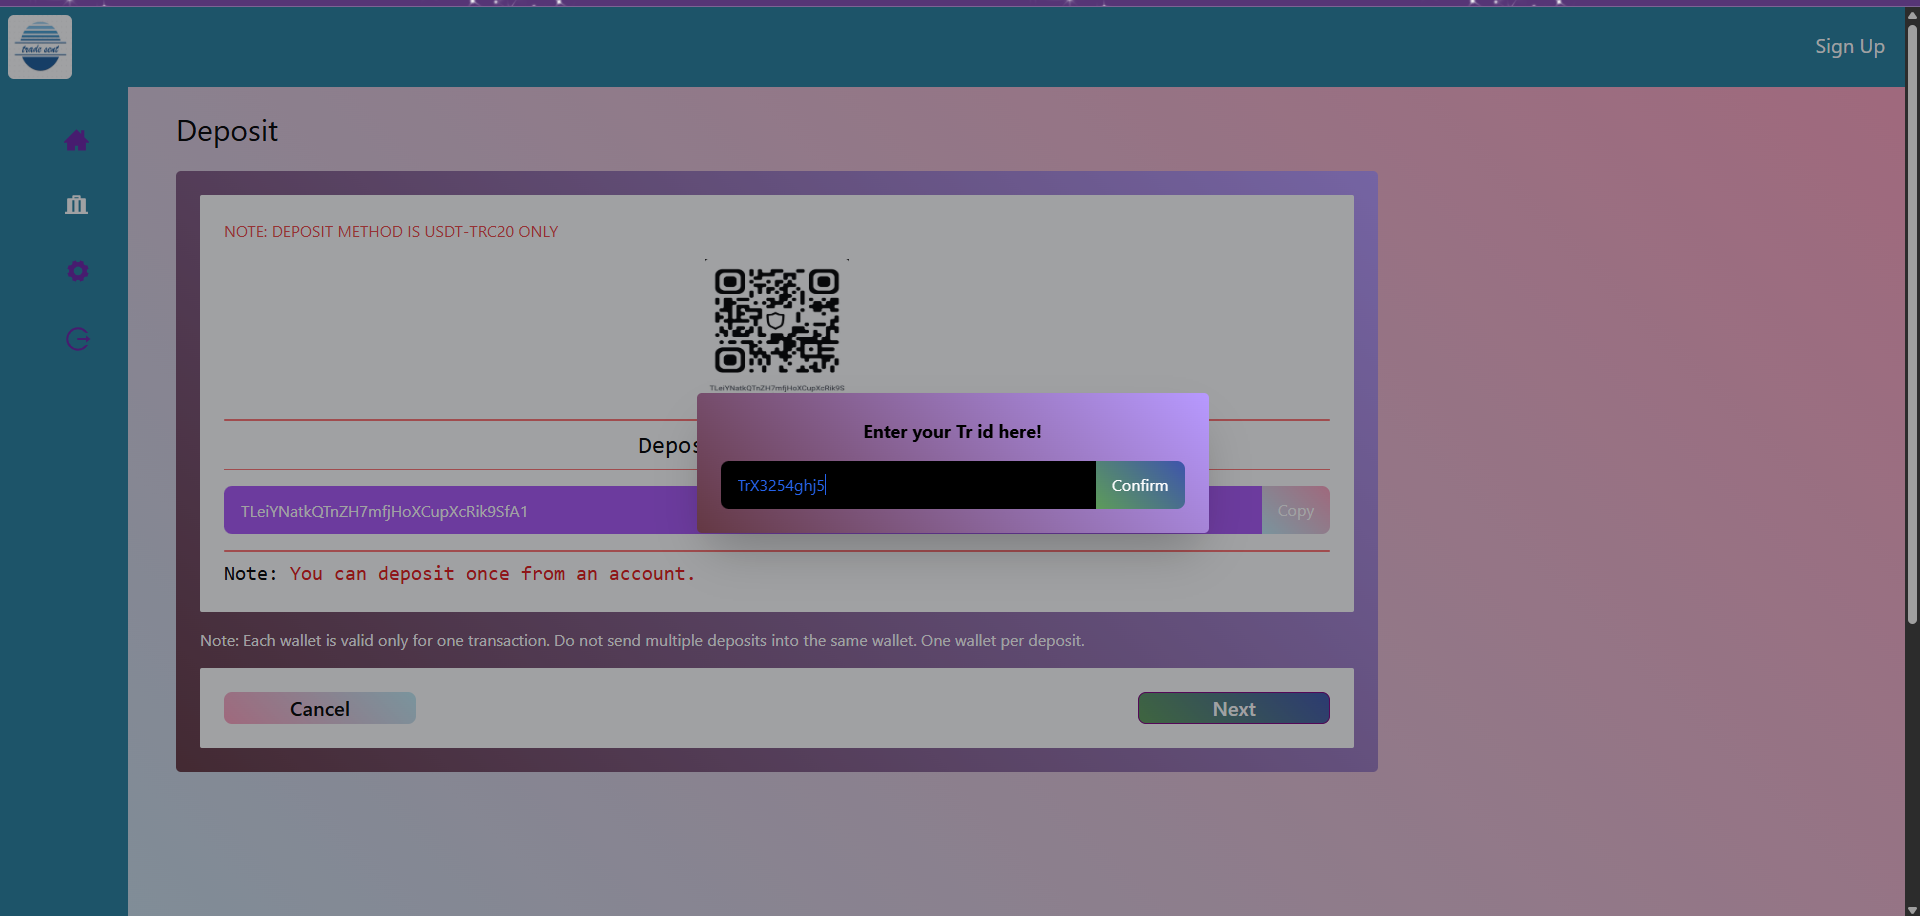 trade sent
Sign Up
Deposit
NOTE: DEPOSIT METHOD IS USDT-TRC20 ONLY
TLeiYNatkQTnZH7mfjHoXCupXcRik9S
Enter your Tr id here!
Depos
TrX3254ghj5
Confirm
TLeiYNatkQTnZH7mfjHoXCupXcRik9SfA1
Copy
Note: You can deposit once from an account.
Note: Each wallet is valid only for one transaction. Do not send multiple deposits into the same wallet. One wallet per deposit.
Cancel
Next